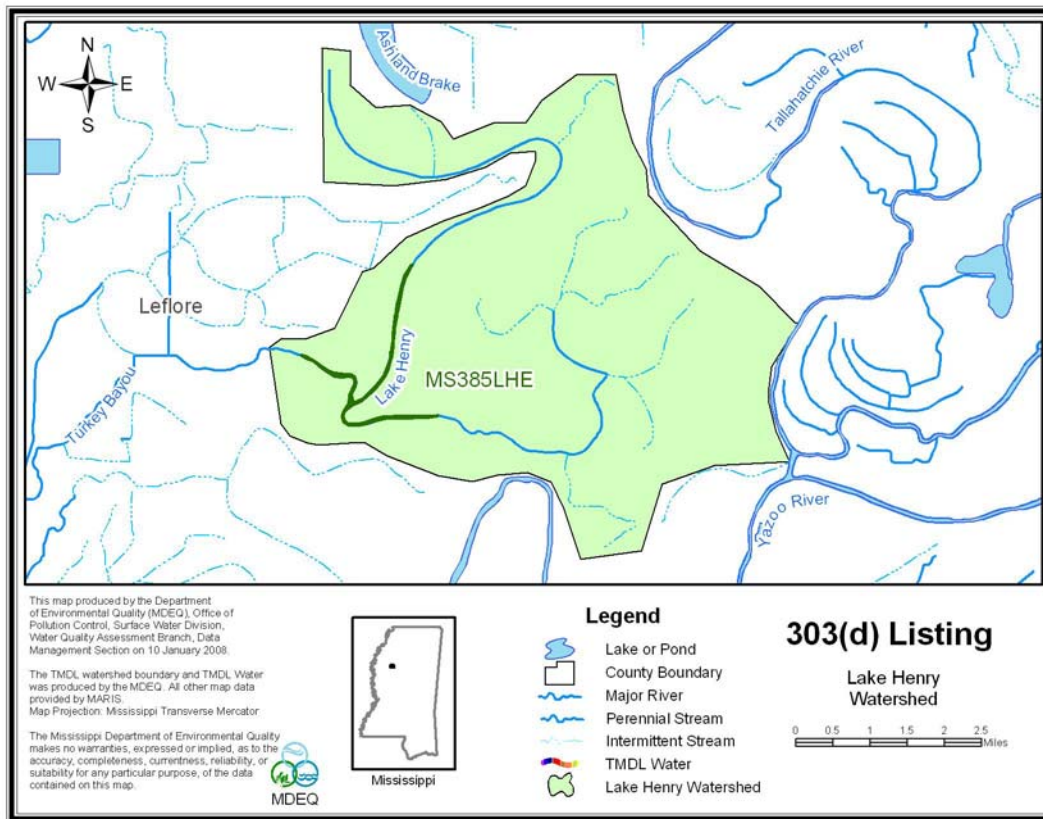 N
W
E
S
Ashland Brake
Tallahatchie River
Leflore
Turkey Bayou
Lake Henry
MS385LHE
Yazoo River
This map produced by the Department
of Environmental Quality (MDEQ), Office of
Pollution Control, Surface Water Division,
Water Quality Assessment Branch, Data
Management Section on 10 January 2008.
The TMDL watershed boundary and TMDL Water
was produced by the MDEQ. All other map data
provided by MARIS.
Map Projection: Mississippi Transverse Mercator
The Mississippi Department of Environmental Quality
makes no warranties, expressed or implied, as to the
accuracy, completeness, currentness, reliability, or
suitability for any particular purpose, of the data
contained on this map.
MDEQ
Mississippi
Legend
Lake or Pond
County Boundary
Major River
Perennial Stream
Intermittent Stream
TMDL Water
Lake Henry Watershed
303(d) Listing
Lake Henry
Watershed
0 0.5 1 1.5 2 2.5
Miles